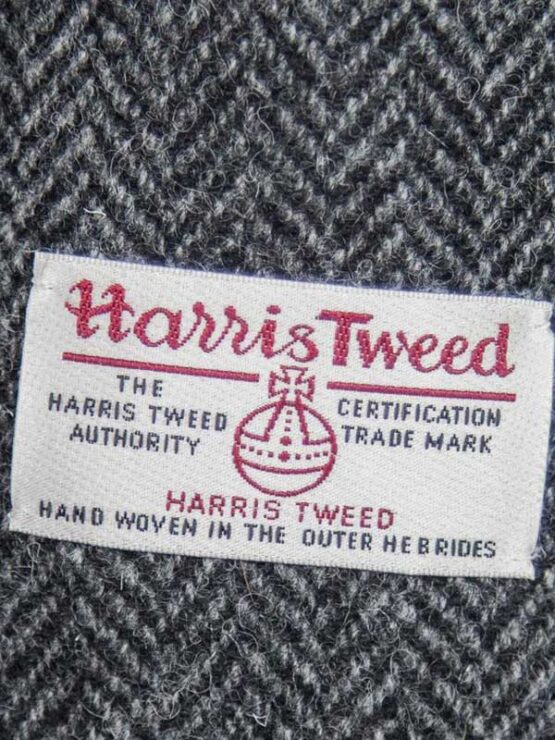 Harris Tweed
THE
HARRIS TWEED
AUTHORITY
CERTIFICATION
TRADE MARK
HARRIS TWEED
HAND WOVEN IN THE OUTER HEBRIDES